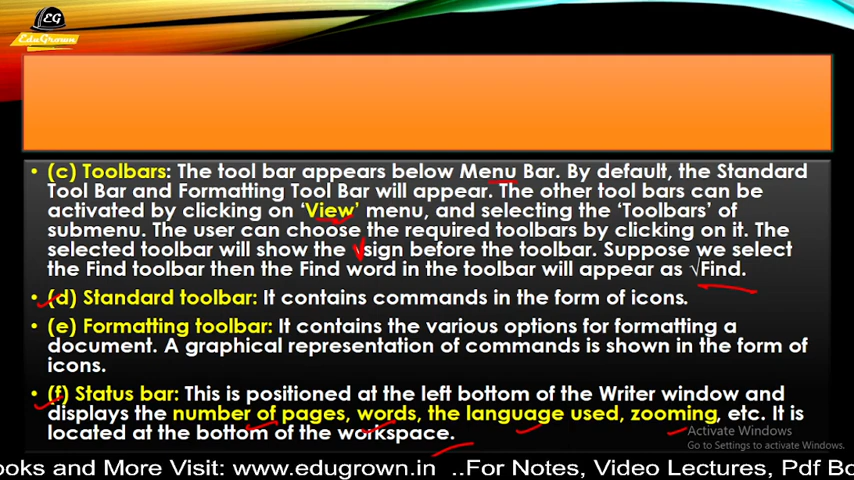 EG
EduGrown
• (c) Toolbars: The tool bar appears below Menu Bar. By default, the Standard
Tool Bar and Formatting Tool Bar will appear. The other tool bars can be
activated by clicking on ‘View’ menu, and selecting the ‘Toolbars’ of
submenu. The user can choose the required toolbars by clicking on it. The
selected toolbar will show the √sign before the toolbar. Suppose we select
the Find toolbar then the Find word in the toolbar will appear as √Find.
• (d) Standard toolbar: It contains commands in the form of icons.
• (e) Formatting toolbar: It contains the various options for formatting a
document. A graphical representation of commands is shown in the form of
icons.
• (f) Status bar: This is positioned at the left bottom of the Writer window and
displays the number of pages, words, the language used, zooming, etc. It is
located at the bottom of the workspace.
Activate Windows
Go to Settings to activate Windows.
ooks and More Visit: www.edugrown.in ..For Notes, Video Lectures, Pdf Bo